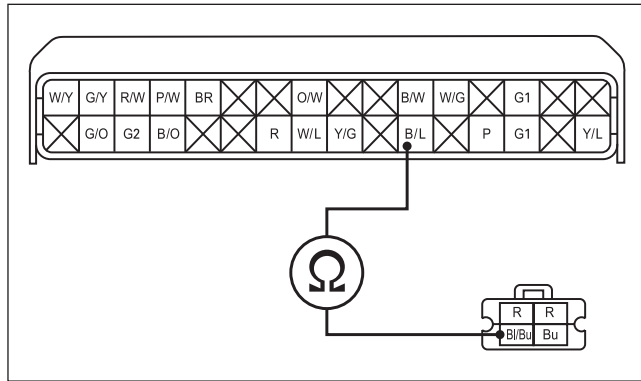 W/Y G/Y R/W P/W BR O/W B/W W/G G1
G/O G2 B/O R W/L Y/G B/L P G1 Y/L
Ω
R R
Bl/Bu Bu